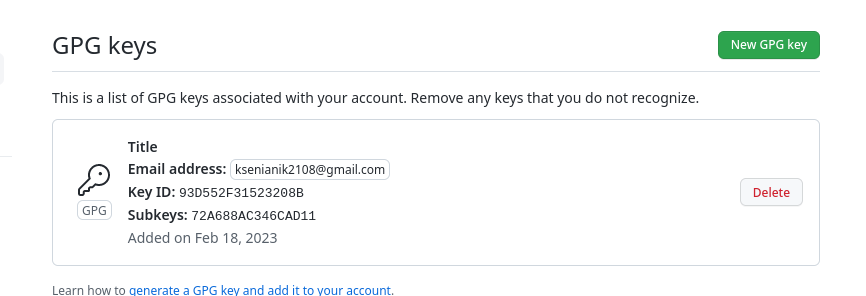 GPG keys
New GPG key
This is a list of GPG keys associated with your account. Remove any keys that you do not recognize.
Title
Email address: ksenianik2108@gmail.com
Key ID: 93D552F31523208B
GPG
Delete
Subkeys: 72A688AC346CAD11
Added on Feb 18, 2023
Learn how to generate a GPG key and add it to your account.